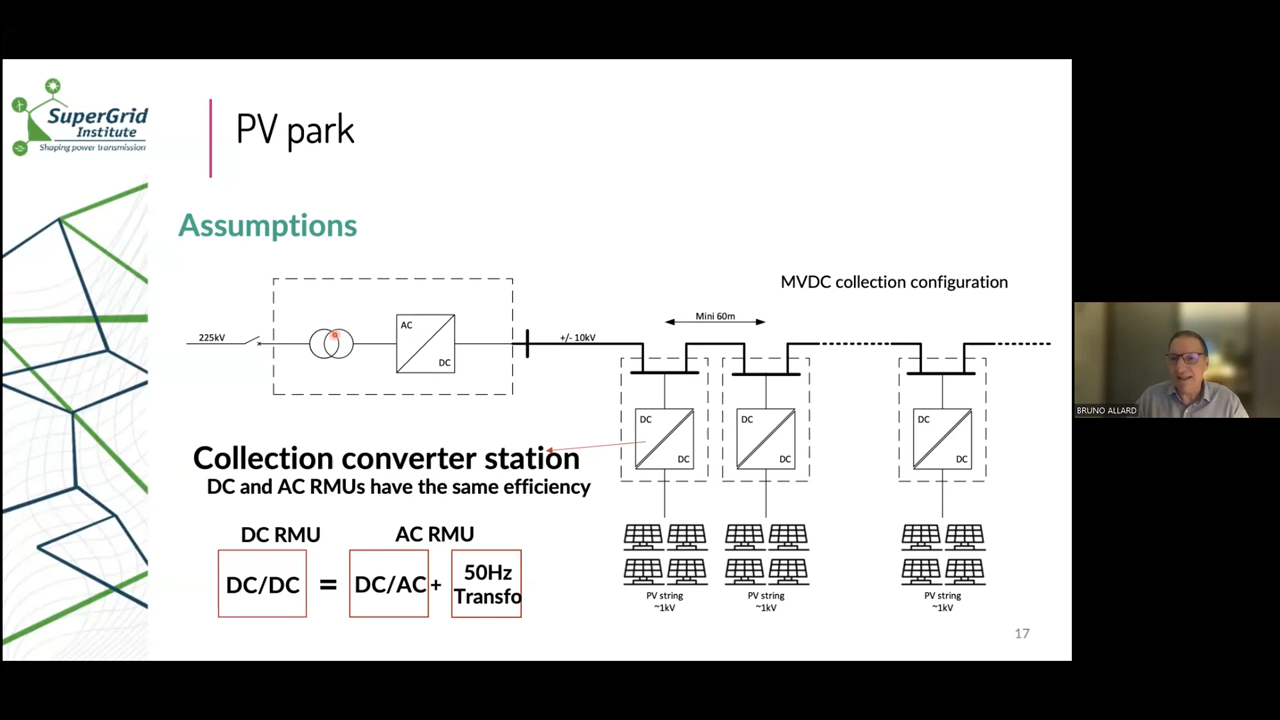 SuperGrid
Institute
Shaping power transmission
PV park
Assumptions
MVDC collection configuration
225kV
AC
DC
+/- 10kV
Mini 60m
DC
DC
DC
DC
DC
DC
Collection converter station
DC and AC RMUs have the same efficiency
DC RMU
AC RMU
DC/DC
=
DC/AC
+
50Hz
Transfo
PV string
~1kV
PV string
~1kV
PV string
~1kV
17
BRUNO ALLARD